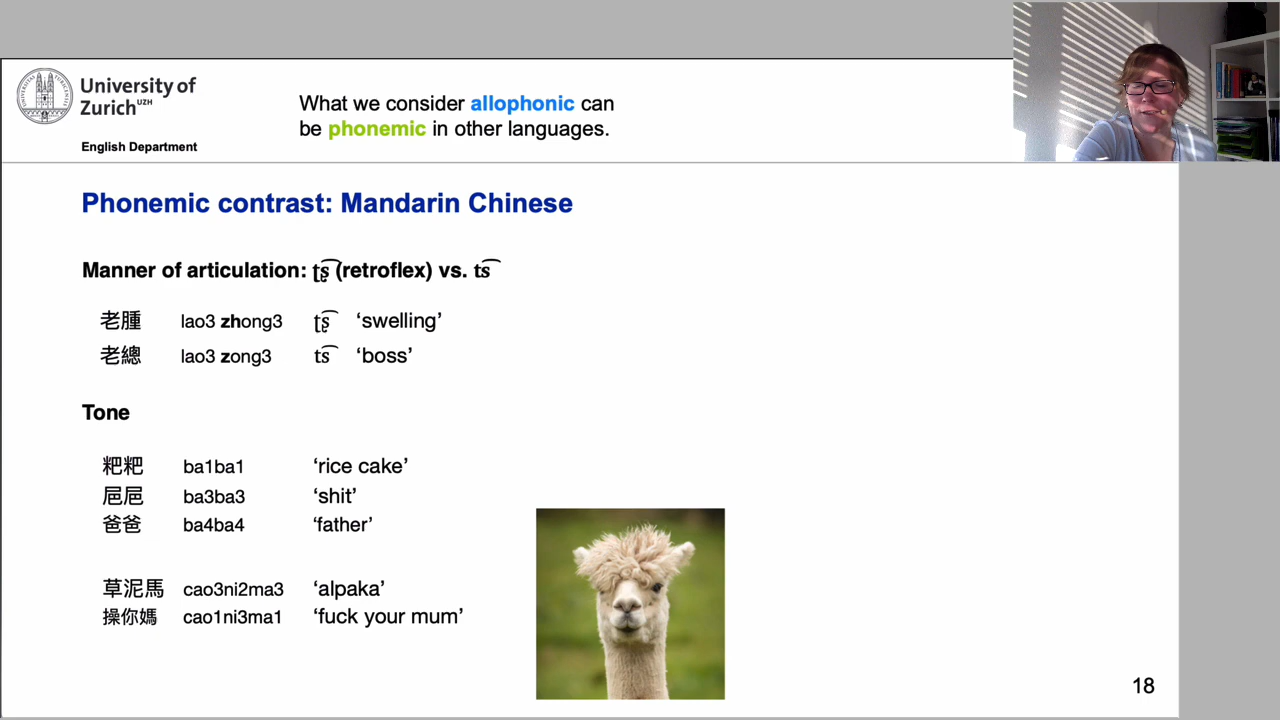 University of
Zurich UZH
English Department
What we consider allophonic can
be phonemic in other languages.
Phonemic contrast: Mandarin Chinese
Manner of articulation: ʈ͡ʂ (retroflex) vs. t͡s
老腫 lao3 zhong3 ʈ͡ʂ ‘swelling’
老總 lao3 zong3 t͡s ‘boss’
Tone
粑粑 ba1ba1 ‘rice cake’
㞎㞎 ba3ba3 ‘shit’
爸爸 ba4ba4 ‘father’
草泥馬 cao3ni2ma3 ‘alpaka’
操你媽 cao1ni3ma1 ‘fuck your mum’
18